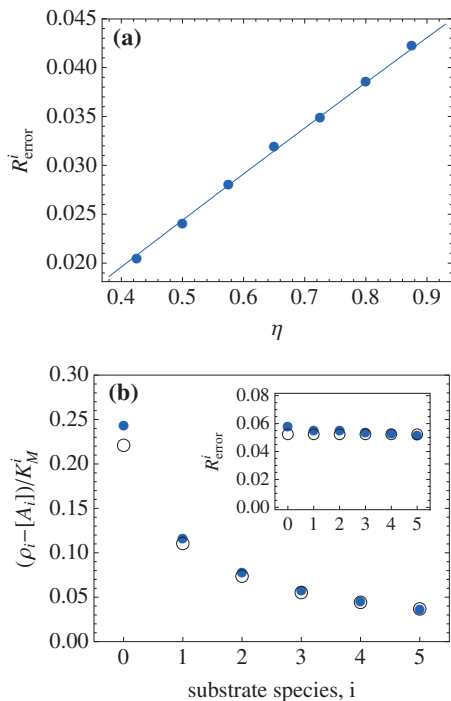 (a)
0.045
0.040
0.035
0.030
0.025
0.020
R^i_error
0.4 0.5 0.6 0.7 0.8 0.9
η
(b)
0.30
0.25
0.20
0.15
0.10
0.05
0.00
(ρ_i−[A_i])/K^i_M
0.08
0.06
0.04
0.02
0.00
R^i_error
0 1 2 3 4 5
0 1 2 3 4 5
substrate species, i